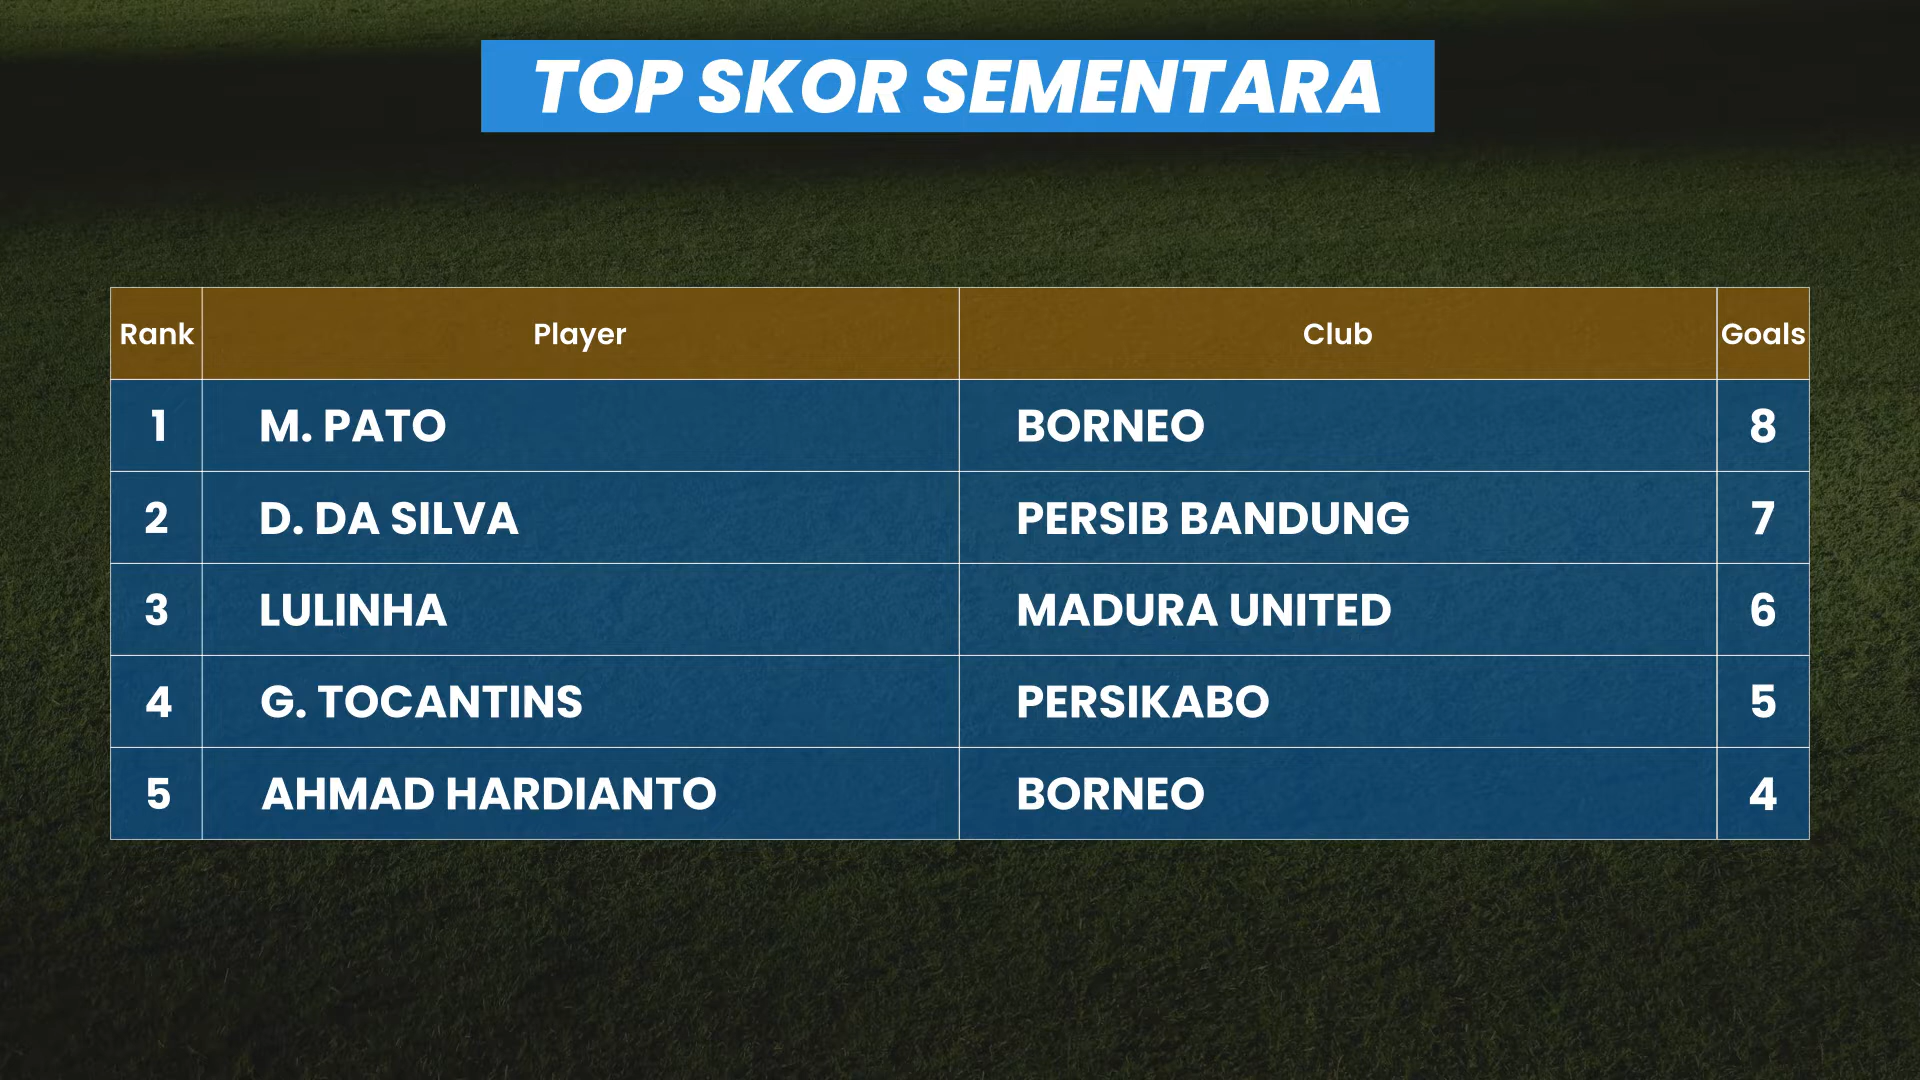 TOP SKOR SEMENTARA
Rank Player Club Goals
1 M. PATO BORNEO 8
2 D. DA SILVA PERSIB BANDUNG 7
3 LULINHA MADURA UNITED 6
4 G. TOCANTINS PERSIKABO 5
5 AHMAD HARDIANTO BORNEO 4